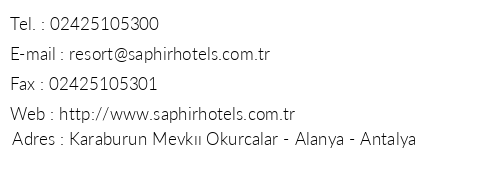 Tel. : 02425105300
E-mail : resort@saphirhotels.com.tr
Fax : 02425105301
Web : http://www.saphirhotels.com.tr
Adres : Karaburun Mevkıı Okurcalar - Alanya - Antalya